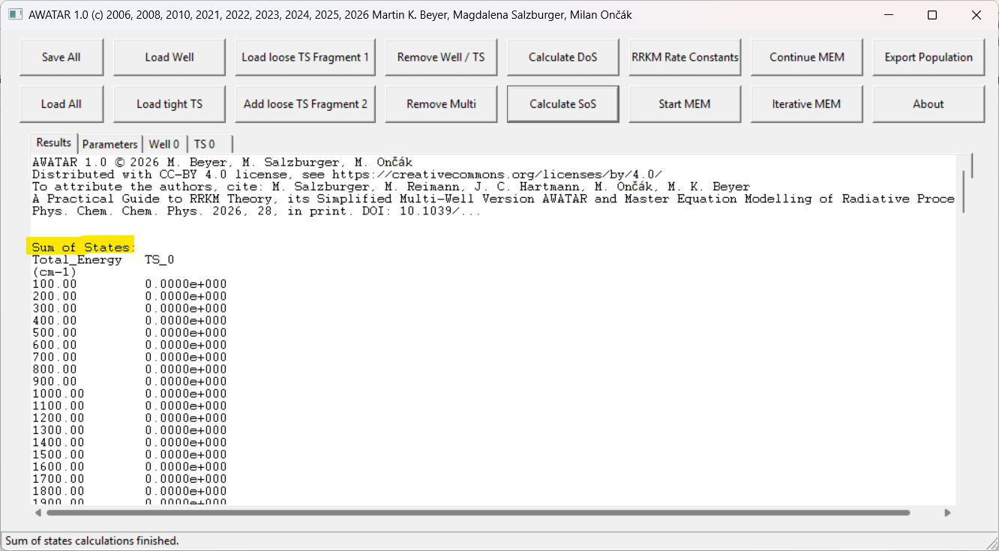 AWATAR 1.0 (c) 2006, 2008, 2010, 2021, 2022, 2023, 2024, 2025, 2026 Martin K. Beyer, Magdalena Salzburger, Milan Ončák
Save All Load Well Load loose TS Fragment 1 Remove Well / TS Calculate DoS RRKM Rate Constants Continue MEM Export Population
Load All Load tight TS Add loose TS Fragment 2 Remove Multi Calculate SoS Start MEM Iterative MEM About
Results Parameters Well 0 TS 0
AWATAR 1.0 © 2026 M. Beyer, M. Salzburger, M. Ončák
Distributed with CC-BY 4.0 license, see https://creativecommons.org/licenses/by/4.0/
To attribute the authors, cite: M. Salzburger, M. Reimann, J. C. Hartmann, M. Ončák, M. K. Beyer
A Practical Guide to RRKM Theory, its Simplified Multi-Well Version AWATAR and Master Equation Modelling of Radiative Proce
Phys. Chem. Chem. Phys. 2026, 28, in print. DOI: 10.1039/...
Sum of States:
Total_Energy TS_0
(cm-1)
100.00 0.0000e+000
200.00 0.0000e+000
300.00 0.0000e+000
400.00 0.0000e+000
500.00 0.0000e+000
600.00 0.0000e+000
700.00 0.0000e+000
800.00 0.0000e+000
900.00 0.0000e+000
1000.00 0.0000e+000
1100.00 0.0000e+000
1200.00 0.0000e+000
1300.00 0.0000e+000
1400.00 0.0000e+000
1500.00 0.0000e+000
1600.00 0.0000e+000
1700.00 0.0000e+000
1800.00 0.0000e+000
1900.00 0.0000e+000
Sum of states calculations finished.